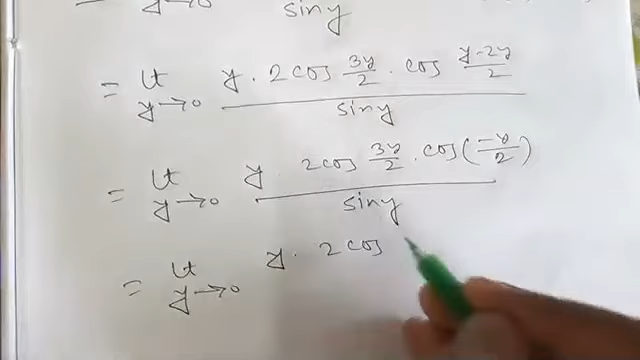 y→0 siny
= lt y→0 y · 2cos 3y/2 · cos y-2y/2
siny
= lt y→0 y 2cos 3y/2 · cos(-y/2)
siny
= lt y→0 y · 2cos